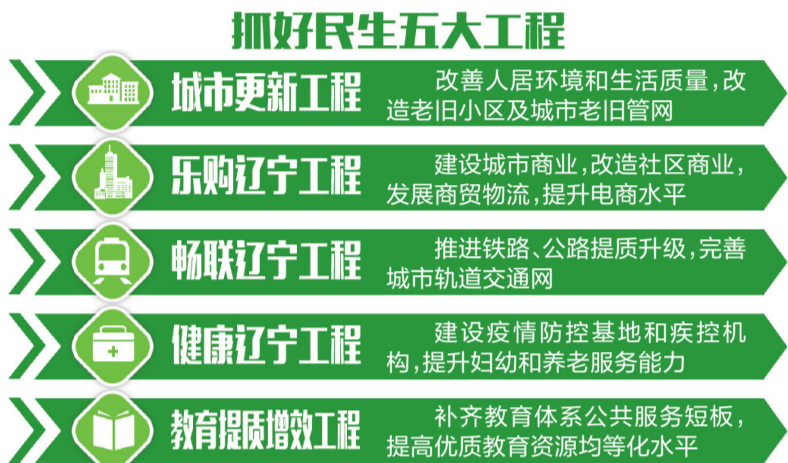 抓好民生五大工程
城市更新工程
改善人居环境和生活质量,改
造老旧小区及城市老旧管网
乐购辽宁工程
建设城市商业,改造社区商业,
发展商贸物流,提升电商水平
畅联辽宁工程
推进铁路、公路提质升级,完善
城市轨道交通网
健康辽宁工程
建设疫情防控基地和疾控机
构,提升妇幼和养老服务能力
教育提质增效工程
补齐教育体系公共服务短板,
提高优质教育资源均等化水平